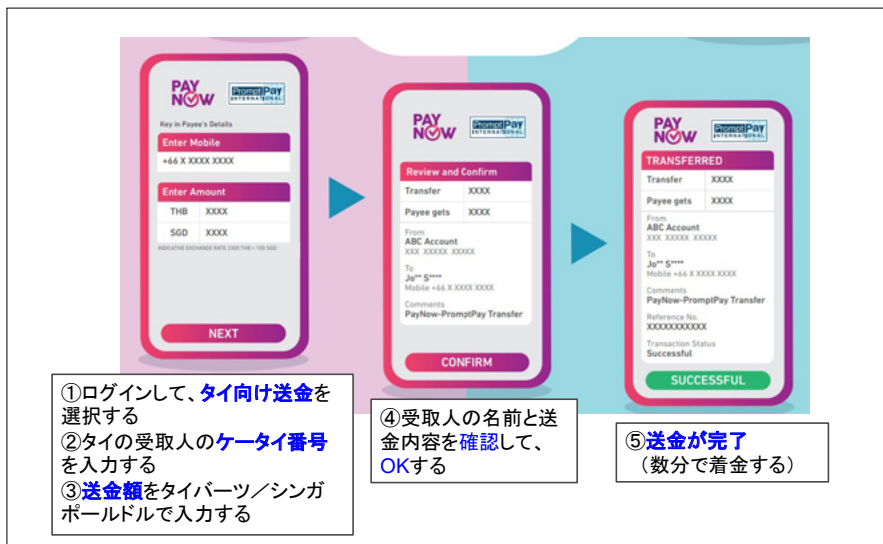 PAY
NOW
PromptPay
INTERNATIONAL
Key in Payee's Details
Enter Mobile
+66 X XXXX XXXX
Enter Amount
THB XXXX
SGD XXXX
INDICATIVE EXCHANGE RATE 2300 THB = 100 SGD
NEXT
PAY
NOW
PromptPay
INTERNATIONAL
Review and Confirm
Transfer XXXX
Payee gets XXXX
From
ABC Account
XXX XXXXX XXXXX
To
Jo** S****
Mobile +66 X XXXX XXXX
Comments
PayNow-PromptPay Transfer
CONFIRM
PAY
NOW
PromptPay
INTERNATIONAL
TRANSFERRED
Transfer XXXX
Payee gets XXXX
From
ABC Account
XXX XXXXX XXXXX
To
Jo** S****
Mobile +66 X XXXX XXXX
Comments
PayNow-PromptPay Transfer
Reference No.
XXXXXXXXXXX
Transaction Status
Successful
SUCCESSFUL
①ログインして、タイ向け送金を
選択する
②タイの受取人のケータイ番号
を入力する
③送金額をタイバーツ／シンガ
ポールドルで入力する
④受取人の名前と送
金内容を確認して、
OKする
⑤送金が完了
（数分で着金する）